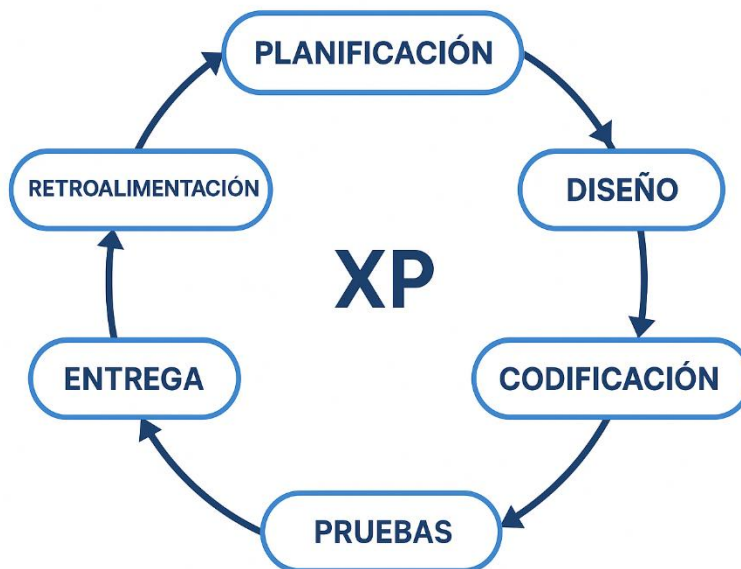 PLANIFICACIÓN
DISEÑO
CODIFICACIÓN
PRUEBAS
ENTREGA
RETROALIMENTACIÓN
XP